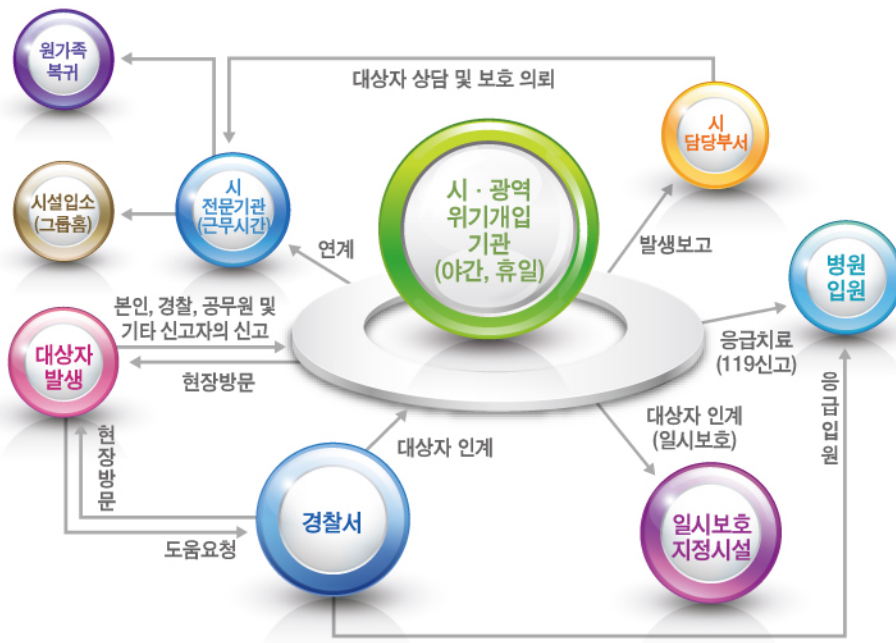 원가족
복귀
대상자 상담 및 보호 의뢰
시
담당부서
시설입소
(그룹홈)
시
전문기관
(근무시간)
시 · 광역
위기개입
기관
(야간, 휴일)
연계
발생보고
병원
입원
본인, 경찰, 공무원 및
기타 신고자의 신고
대상자
발생
현장방문
응급치료
(119신고)
응급입원
현장방문
대상자 인계
대상자 인계
(일시보호)
경찰서
도움요청
일시보호
지정시설